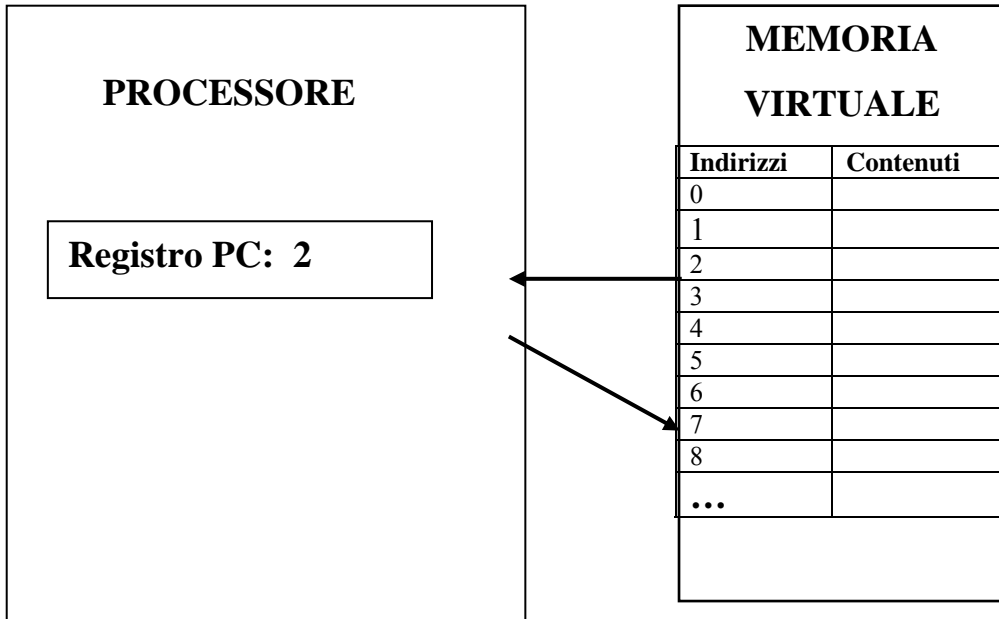 PROCESSORE
Registro PC: 2
MEMORIA
VIRTUALE
Indirizzi Contenuti
0
1
2
3
4
5
6
7
8
…